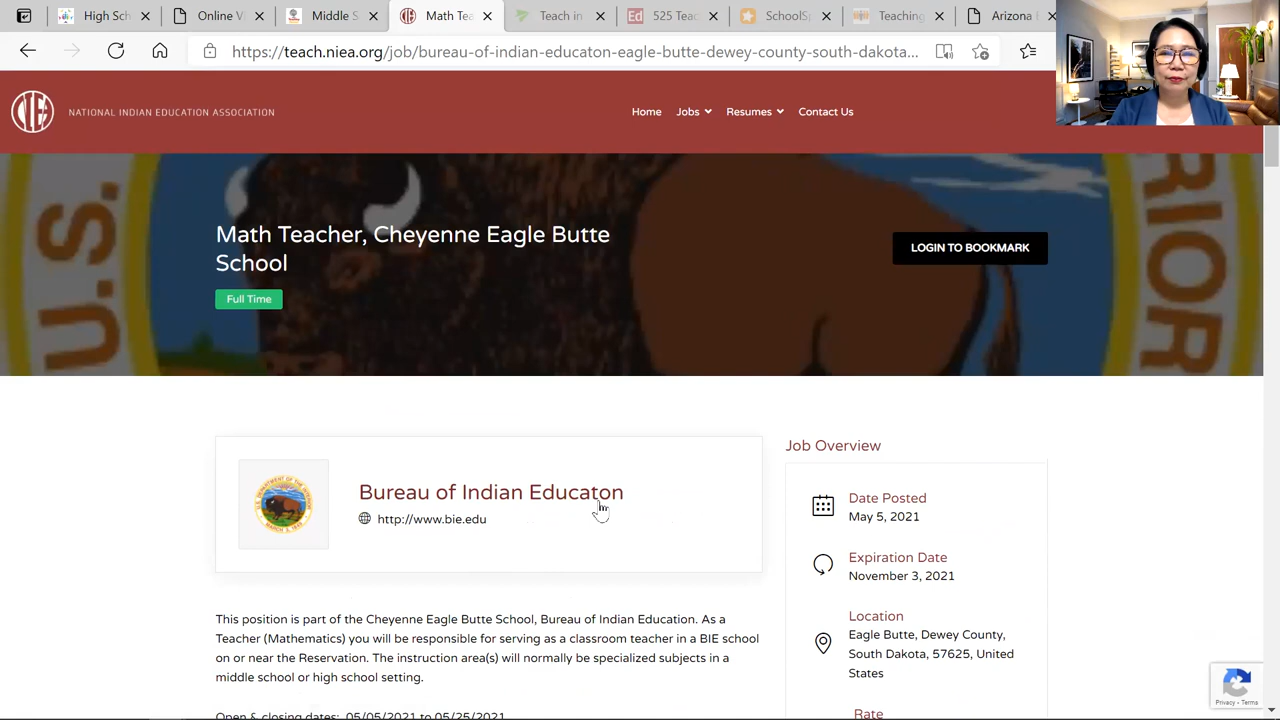 High Sch
Online Vi
Middle S
Math Tea
Teach in
525 Teac
SchoolSp
Teaching
Arizona F
https://teach.niea.org/job/bureau-of-indian-educaton-eagle-butte-dewey-county-south-dakota...
NIEA
NATIONAL INDIAN EDUCATION ASSOCIATION
Home
Jobs
Resumes
Contact Us
U.S.
RIOR
Math Teacher, Cheyenne Eagle Butte
School
Full Time
LOGIN TO BOOKMARK
Bureau of Indian Educaton
http://www.bie.edu
Job Overview
Date Posted
May 5, 2021
Expiration Date
November 3, 2021
Location
Eagle Butte, Dewey County,
South Dakota, 57625, United
States
Rate
This position is part of the Cheyenne Eagle Butte School, Bureau of Indian Education. As a
Teacher (Mathematics) you will be responsible for serving as a classroom teacher in a BIE school
on or near the Reservation. The instruction area(s) will normally be specialized subjects in a
middle school or high school setting.
Open & closing dates: 05/05/2021 to 05/25/2021
Privacy - Terms